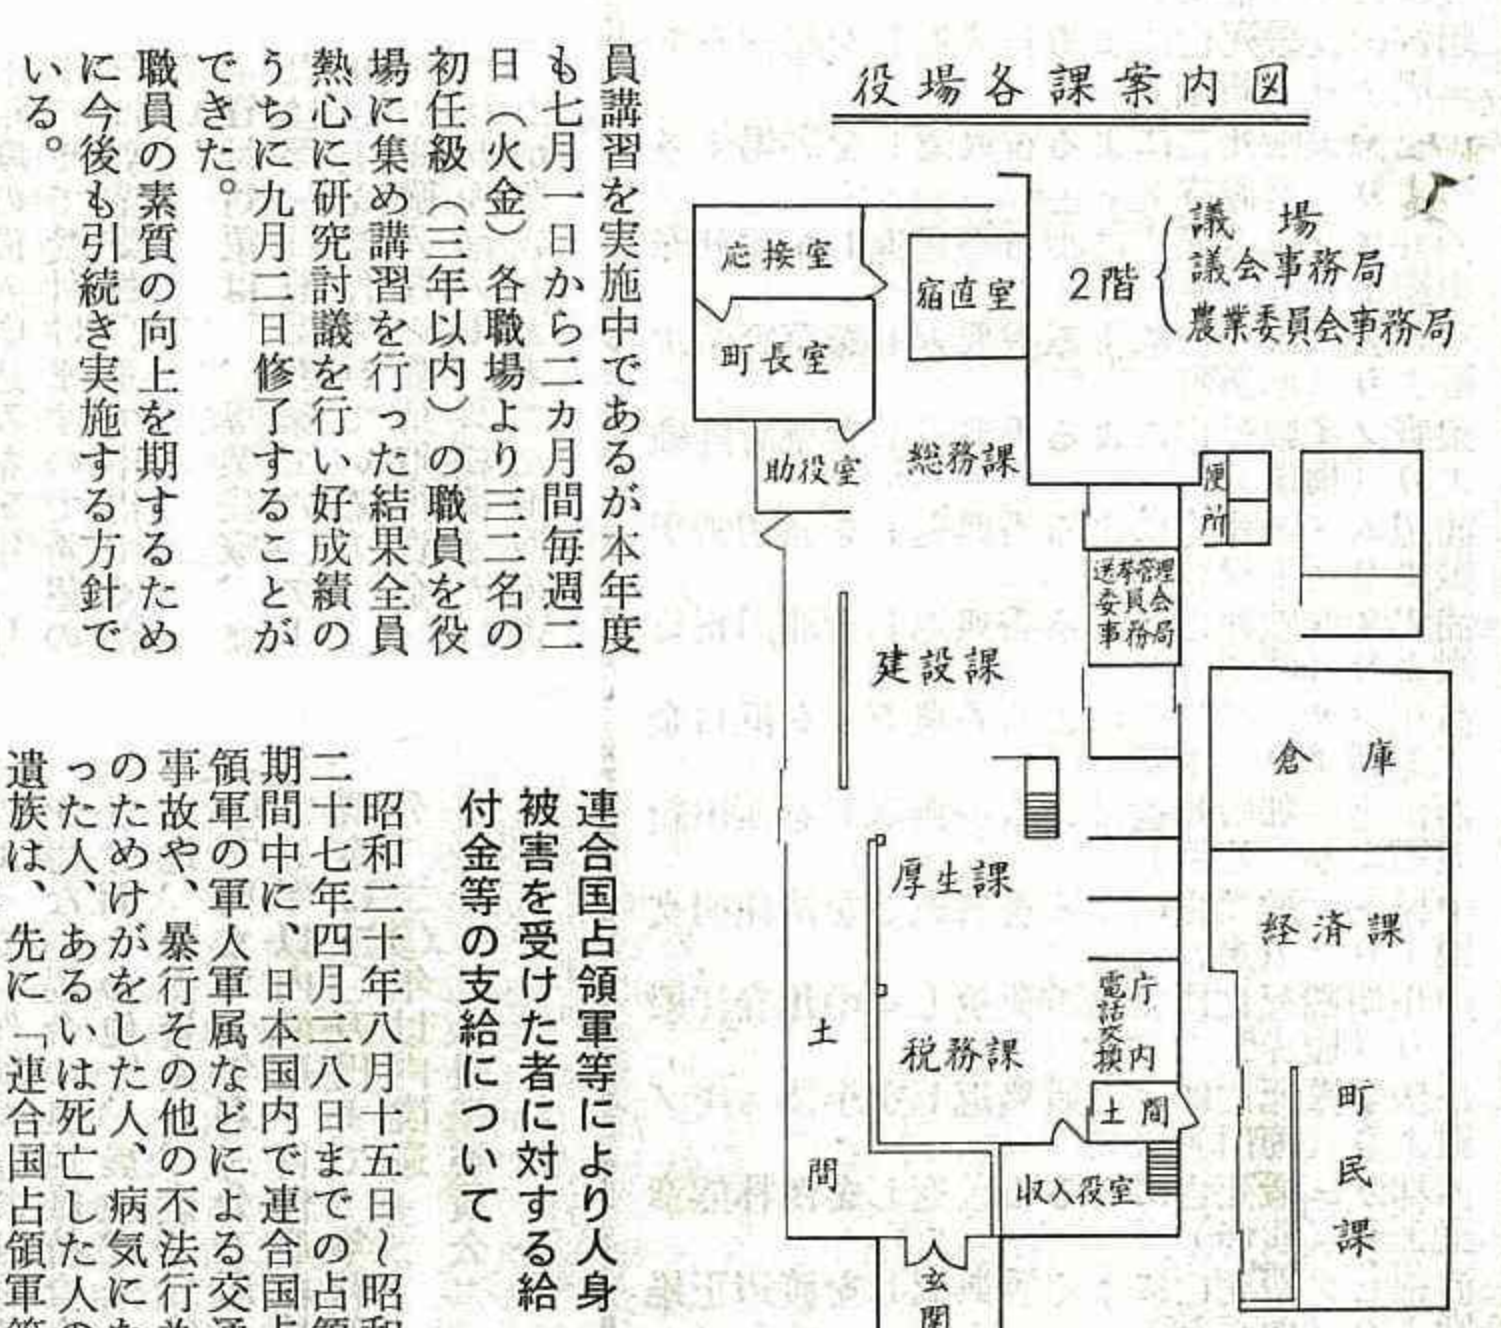 役場各課案内図
2階
議場
議会事務局
農業委員会事務局
応接室
宿直室
町長室
助役室
総務課
便所
選挙管理
委員会
事務局
建設課
倉庫
厚生課
経済課
庁内
電話交換
税務課
土間
土間
収入役室
町民課
玄関
員講習を実施中であるが本年度
も七月一日から二カ月間毎週二
日（火金）各職場より三二名の
初任級（三年以内）の職員を役
場に集め講習を行った結果全員
熱心に研究討議を行い好成績の
うちに九月二日修了することが
できた。
職員の素質の向上を期するため
に今後も引続き実施する方針で
いる。
連合国占領軍等により人身
被害を受けた者に対する給
付金等の支給について
昭和二十年八月十五日～昭和
二十七年四月二八日までの占領
期間中に、日本国内で連合国占
領軍の軍人軍属などによる交通
事故や、暴行その他の不法行為
のためけがをした人、病気にな
った人、あるいは死亡した人の
遺族は、先に「連合国占領軍等